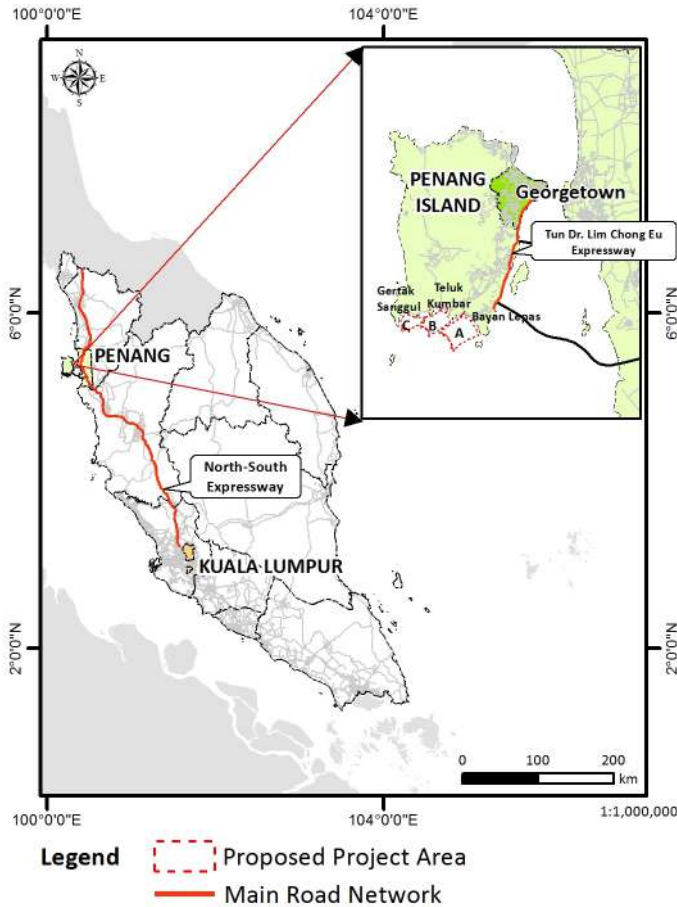 100°0'0"E
104°0'0"E
N
W
E
S
PENANG
ISLAND
Georgetown
Tun Dr. Lim Chong Eu
Expressway
Gertak
Sanggul
Teluk
Kumbar
Bayan Lepas
C
B
A
6°0'0"N
6°0'0"N
PENANG
North-South
Expressway
KUALA LUMPUR
2°0'0"N
2°0'0"N
0
100
200
km
100°0'0"E
104°0'0"E
1:1,000,000
Legend
Proposed Project Area
Main Road Network